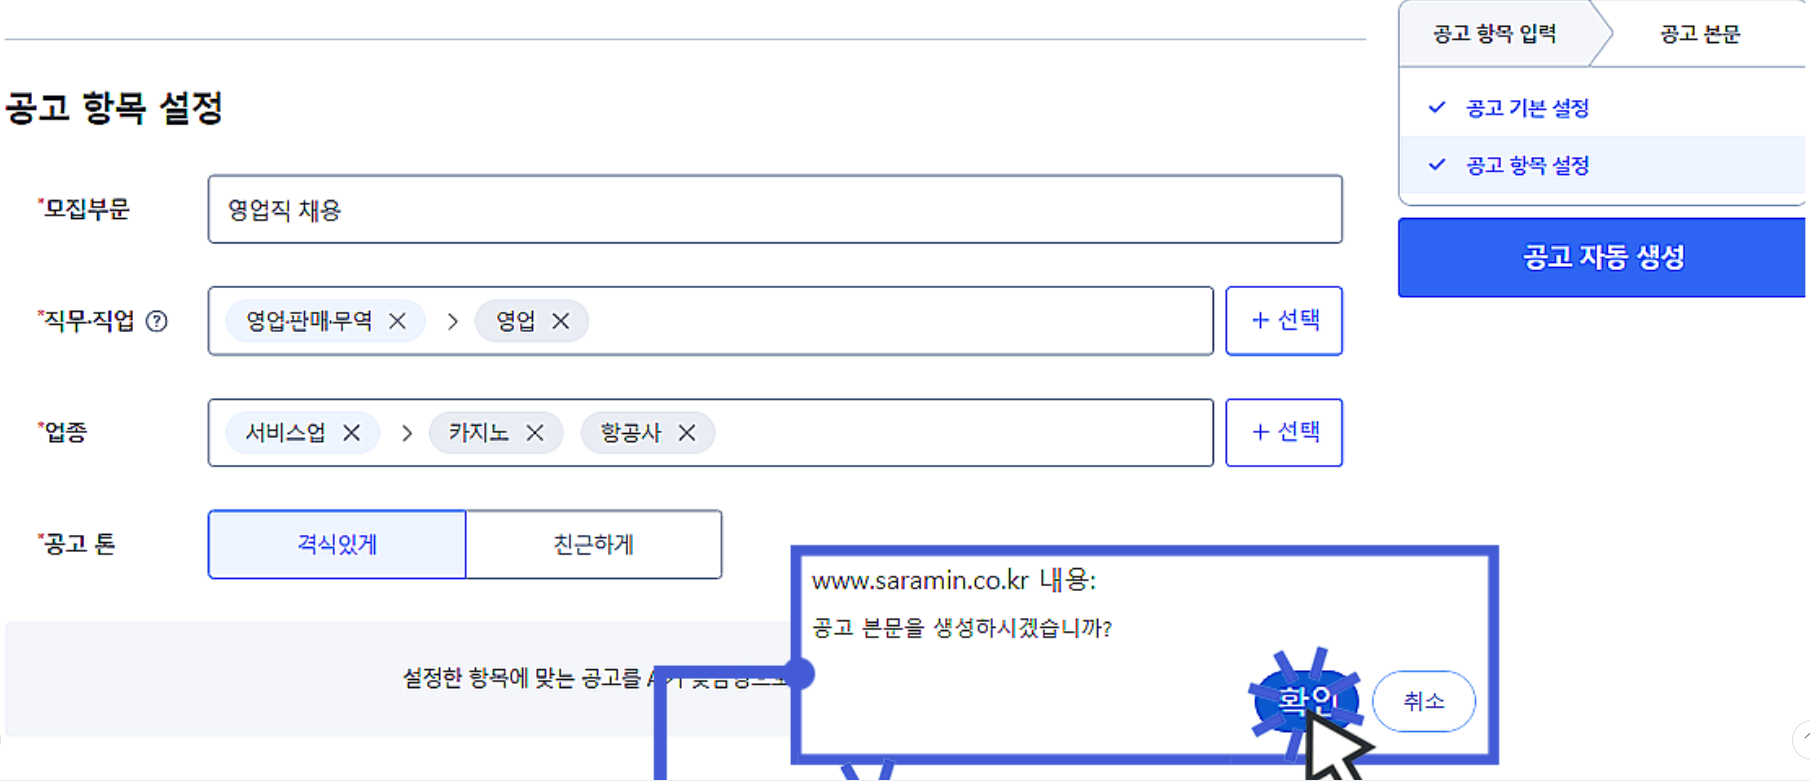 공고 항목 입력
공고 본문
공고 기본 설정
공고 항목 설정
공고 자동 생성
공고 항목 설정
*모집부문
영업직 채용
*직무·직업 ?
영업·판매·무역 > 영업
+ 선택
*업종
서비스업 > 카지노 항공사
+ 선택
*공고 톤
격식있게 친근하게
설정한 항목에 맞는 공고를
www.saramin.co.kr 내용:
공고 본문을 생성하시겠습니까?
확인 취소